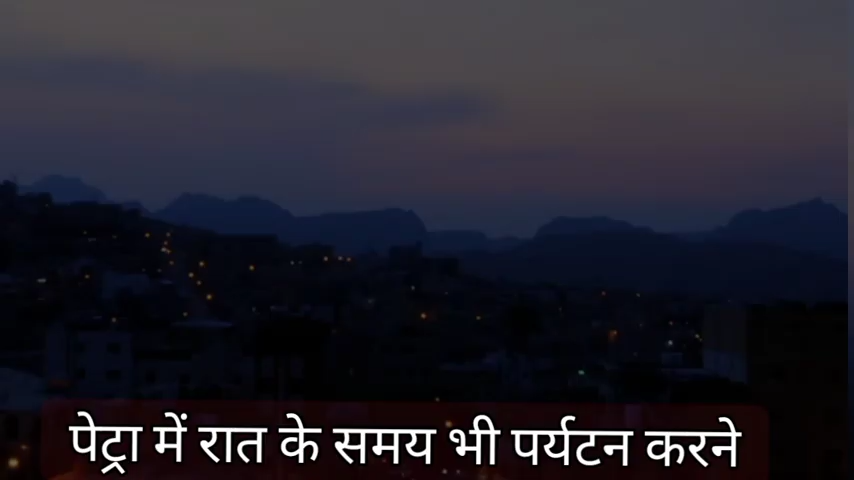 पेट्रा में रात के समय भी पर्यटन करने